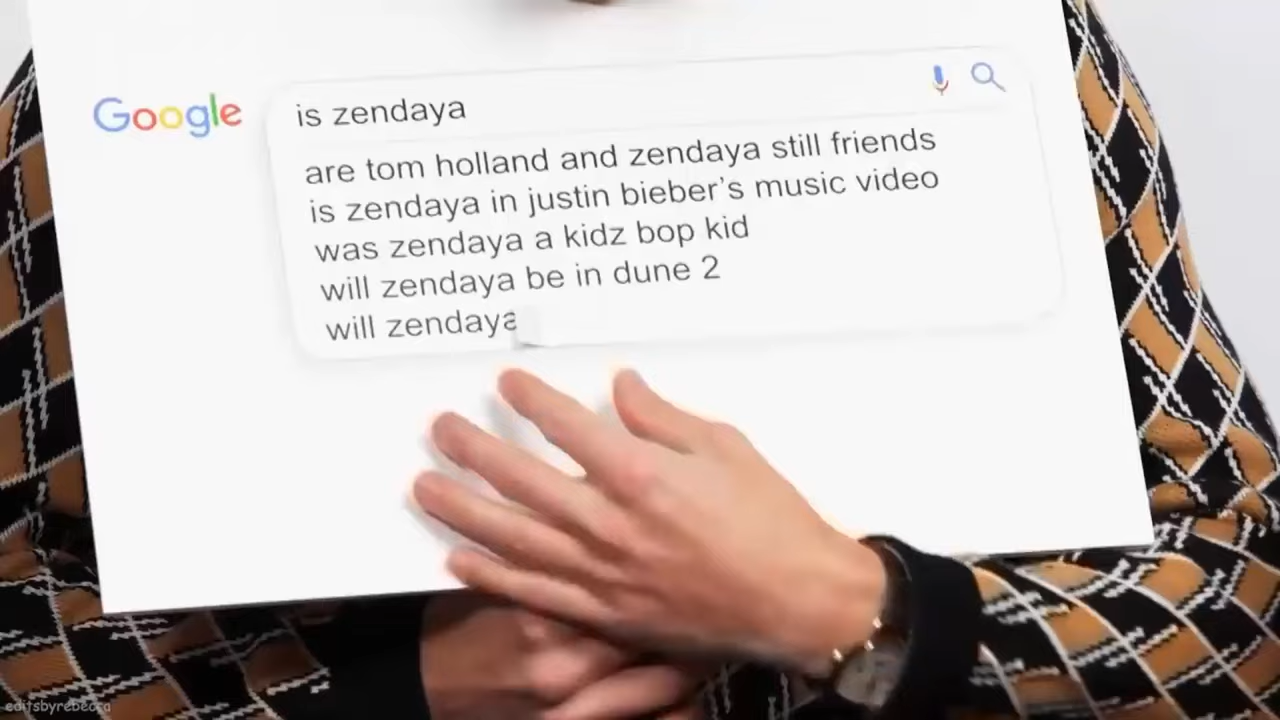 Google
is zendaya
are tom holland and zendaya still friends
is zendaya in justin bieber's music video
was zendaya a kidz bop kid
will zendaya be in dune 2
will zendaya
editsbyrebecca